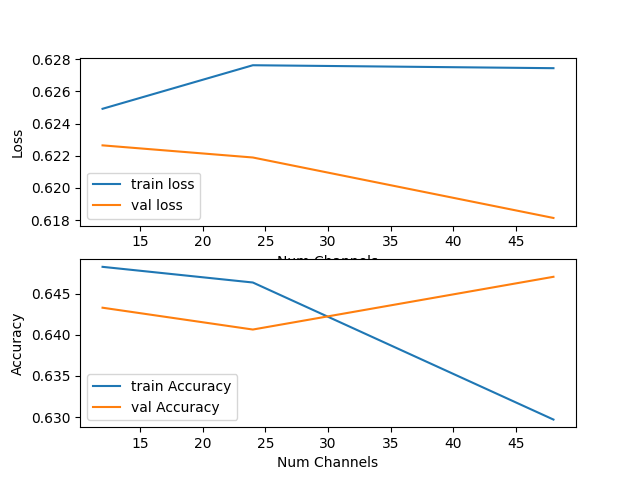 0.628
0.626
0.624
0.622
0.620
0.618
Loss
train loss
val loss
15 20 25 30 35 40 45
Num Channels
0.645
0.640
0.635
0.630
Accuracy
train Accuracy
val Accuracy
15 20 25 30 35 40 45
Num Channels